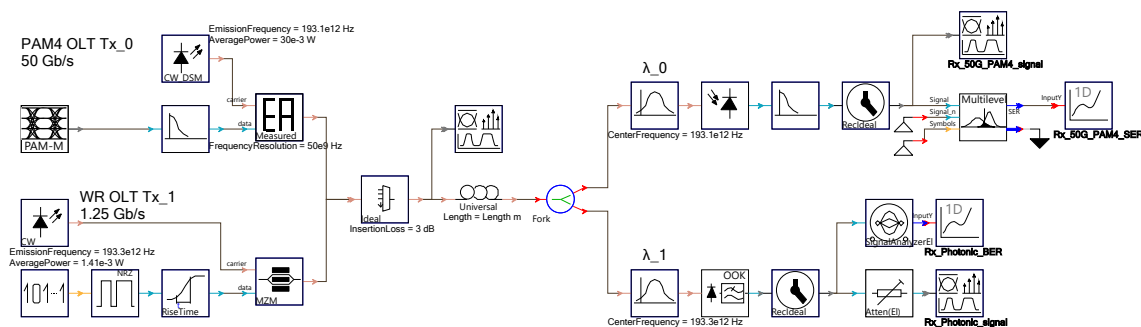 PAM4 OLT Tx_0
50 Gb/s
EmissionFrequency = 193.1e12 Hz
AveragePower = 30e-3 W
CW_DSM
carrier
EA
Measured
data
PAM-M
FrequencyResolution = 50e9 Hz
WR OLT Tx_1
1.25 Gb/s
CW
EmissionFrequency = 193.3e12 Hz
AveragePower = 1.41e-3 W
carrier
101···1
NRZ
RiseTime
data
MZM
Ideal
InsertionLoss = 3 dB
Universal
Length = Length m
Fork
λ_0
CenterFrequency = 193.1e12 Hz
RecIdeal
Rx_50G_PAM4_signal
Signal
Signal_n
Symbols
Multilevel
SER
InputY
1D
Rx_50G_PAM4_SER
λ_1
CenterFrequency = 193.3e12 Hz
OOK
RecIdeal
SignalAnalyzerEl
InputY
1D
Rx_Photonic_BER
Atten(El)
Rx_Photonic_signal